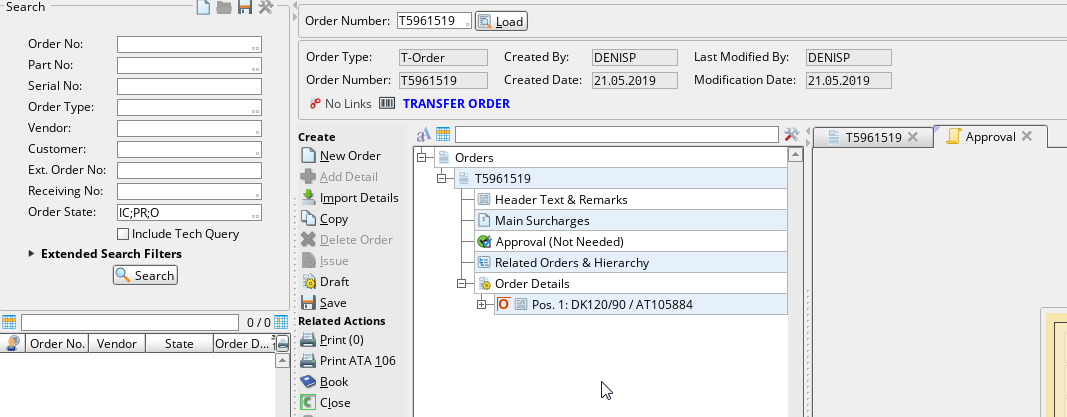 Search
Order No:
Part No:
Serial No:
Order Type:
Vendor:
Customer:
Ext. Order No:
Receiving No:
Order State: IC;PR;O
Include Tech Query
Extended Search Filters
Search
0 / 0
Order No. Vendor State Order D...
Order Number: T5961519 Load
Order Type: T-Order Created By: DENISP Last Modified By: DENISP
Order Number: T5961519 Created Date: 21.05.2019 Modification Date: 21.05.2019
No Links TRANSFER ORDER
Create
New Order
Add Detail
Import Details
Copy
Delete Order
Issue
Draft
Save
Related Actions
Print (0)
Print ATA 106
Book
Close
Orders
T5961519
Header Text & Remarks
Main Surcharges
Approval (Not Needed)
Related Orders & Hierarchy
Order Details
O Pos. 1: DK120/90 / AT105884
T5961519 Approval